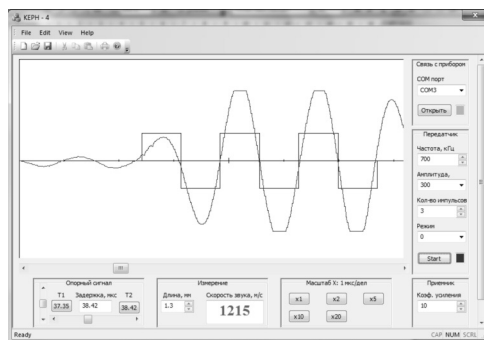 КЕРН - 4
File Edit View Help
Связь с прибором
COM порт
COM3
Открыть
Передатчик
Частота, кГц
700
Амплитуда,
300
Кол-во импульсов
3
Режим
0
Start
Опорный сигнал
T1 Задержка, мкс T2
37.35 38.42 38.42
Измерение
Длина, мм Скорость звука, м/с
1.3 1215
Масштаб X: 1 мкс/дел
x1 x2 x5
x10 x20
Приемник
Коэф. усиления
10
Ready CAP NUM SCRL